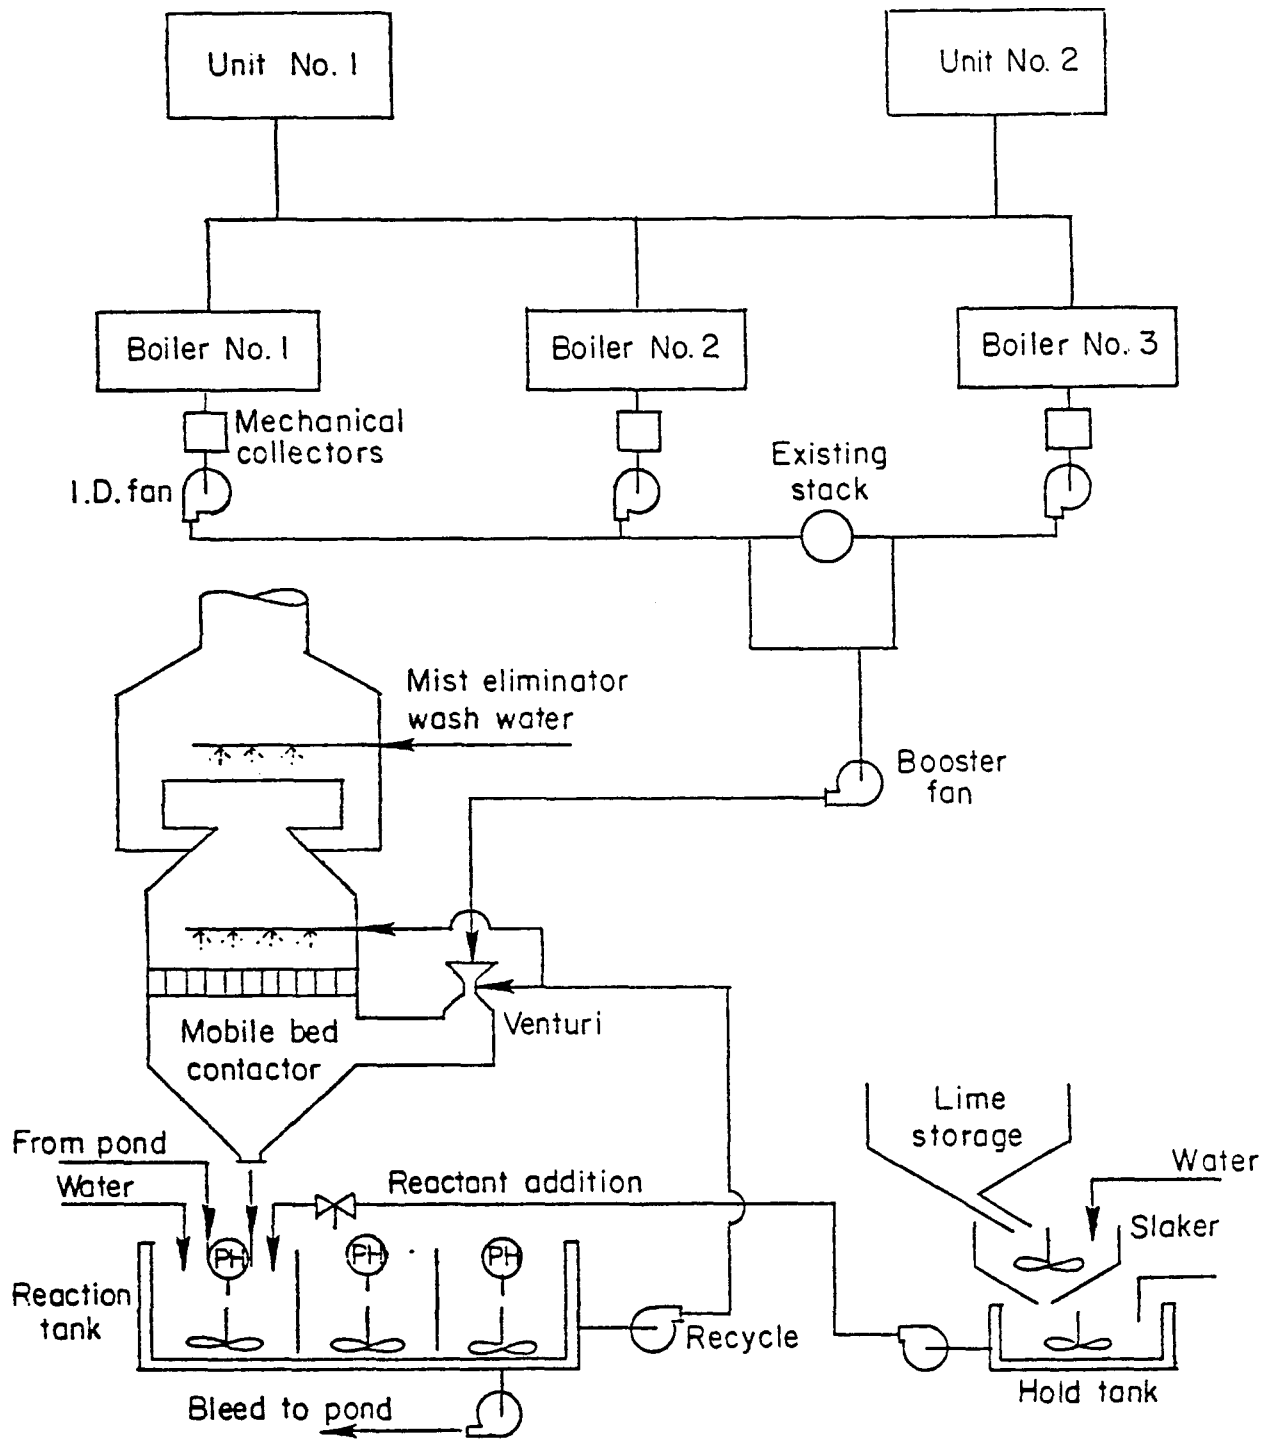 Unit No. 1
Unit No. 2
Boiler No. 1
Boiler No. 2
Boiler No. 3
Mechanical
collectors
I.D. fan
Existing
stack
Mist eliminator
wash water
Booster
fan
Venturi
Mobile bed
contactor
From pond
Water
Reactant addition
Lime
storage
Water
Slaker
PH
PH
PH
Reaction
tank
Recycle
Hold tank
Bleed to pond